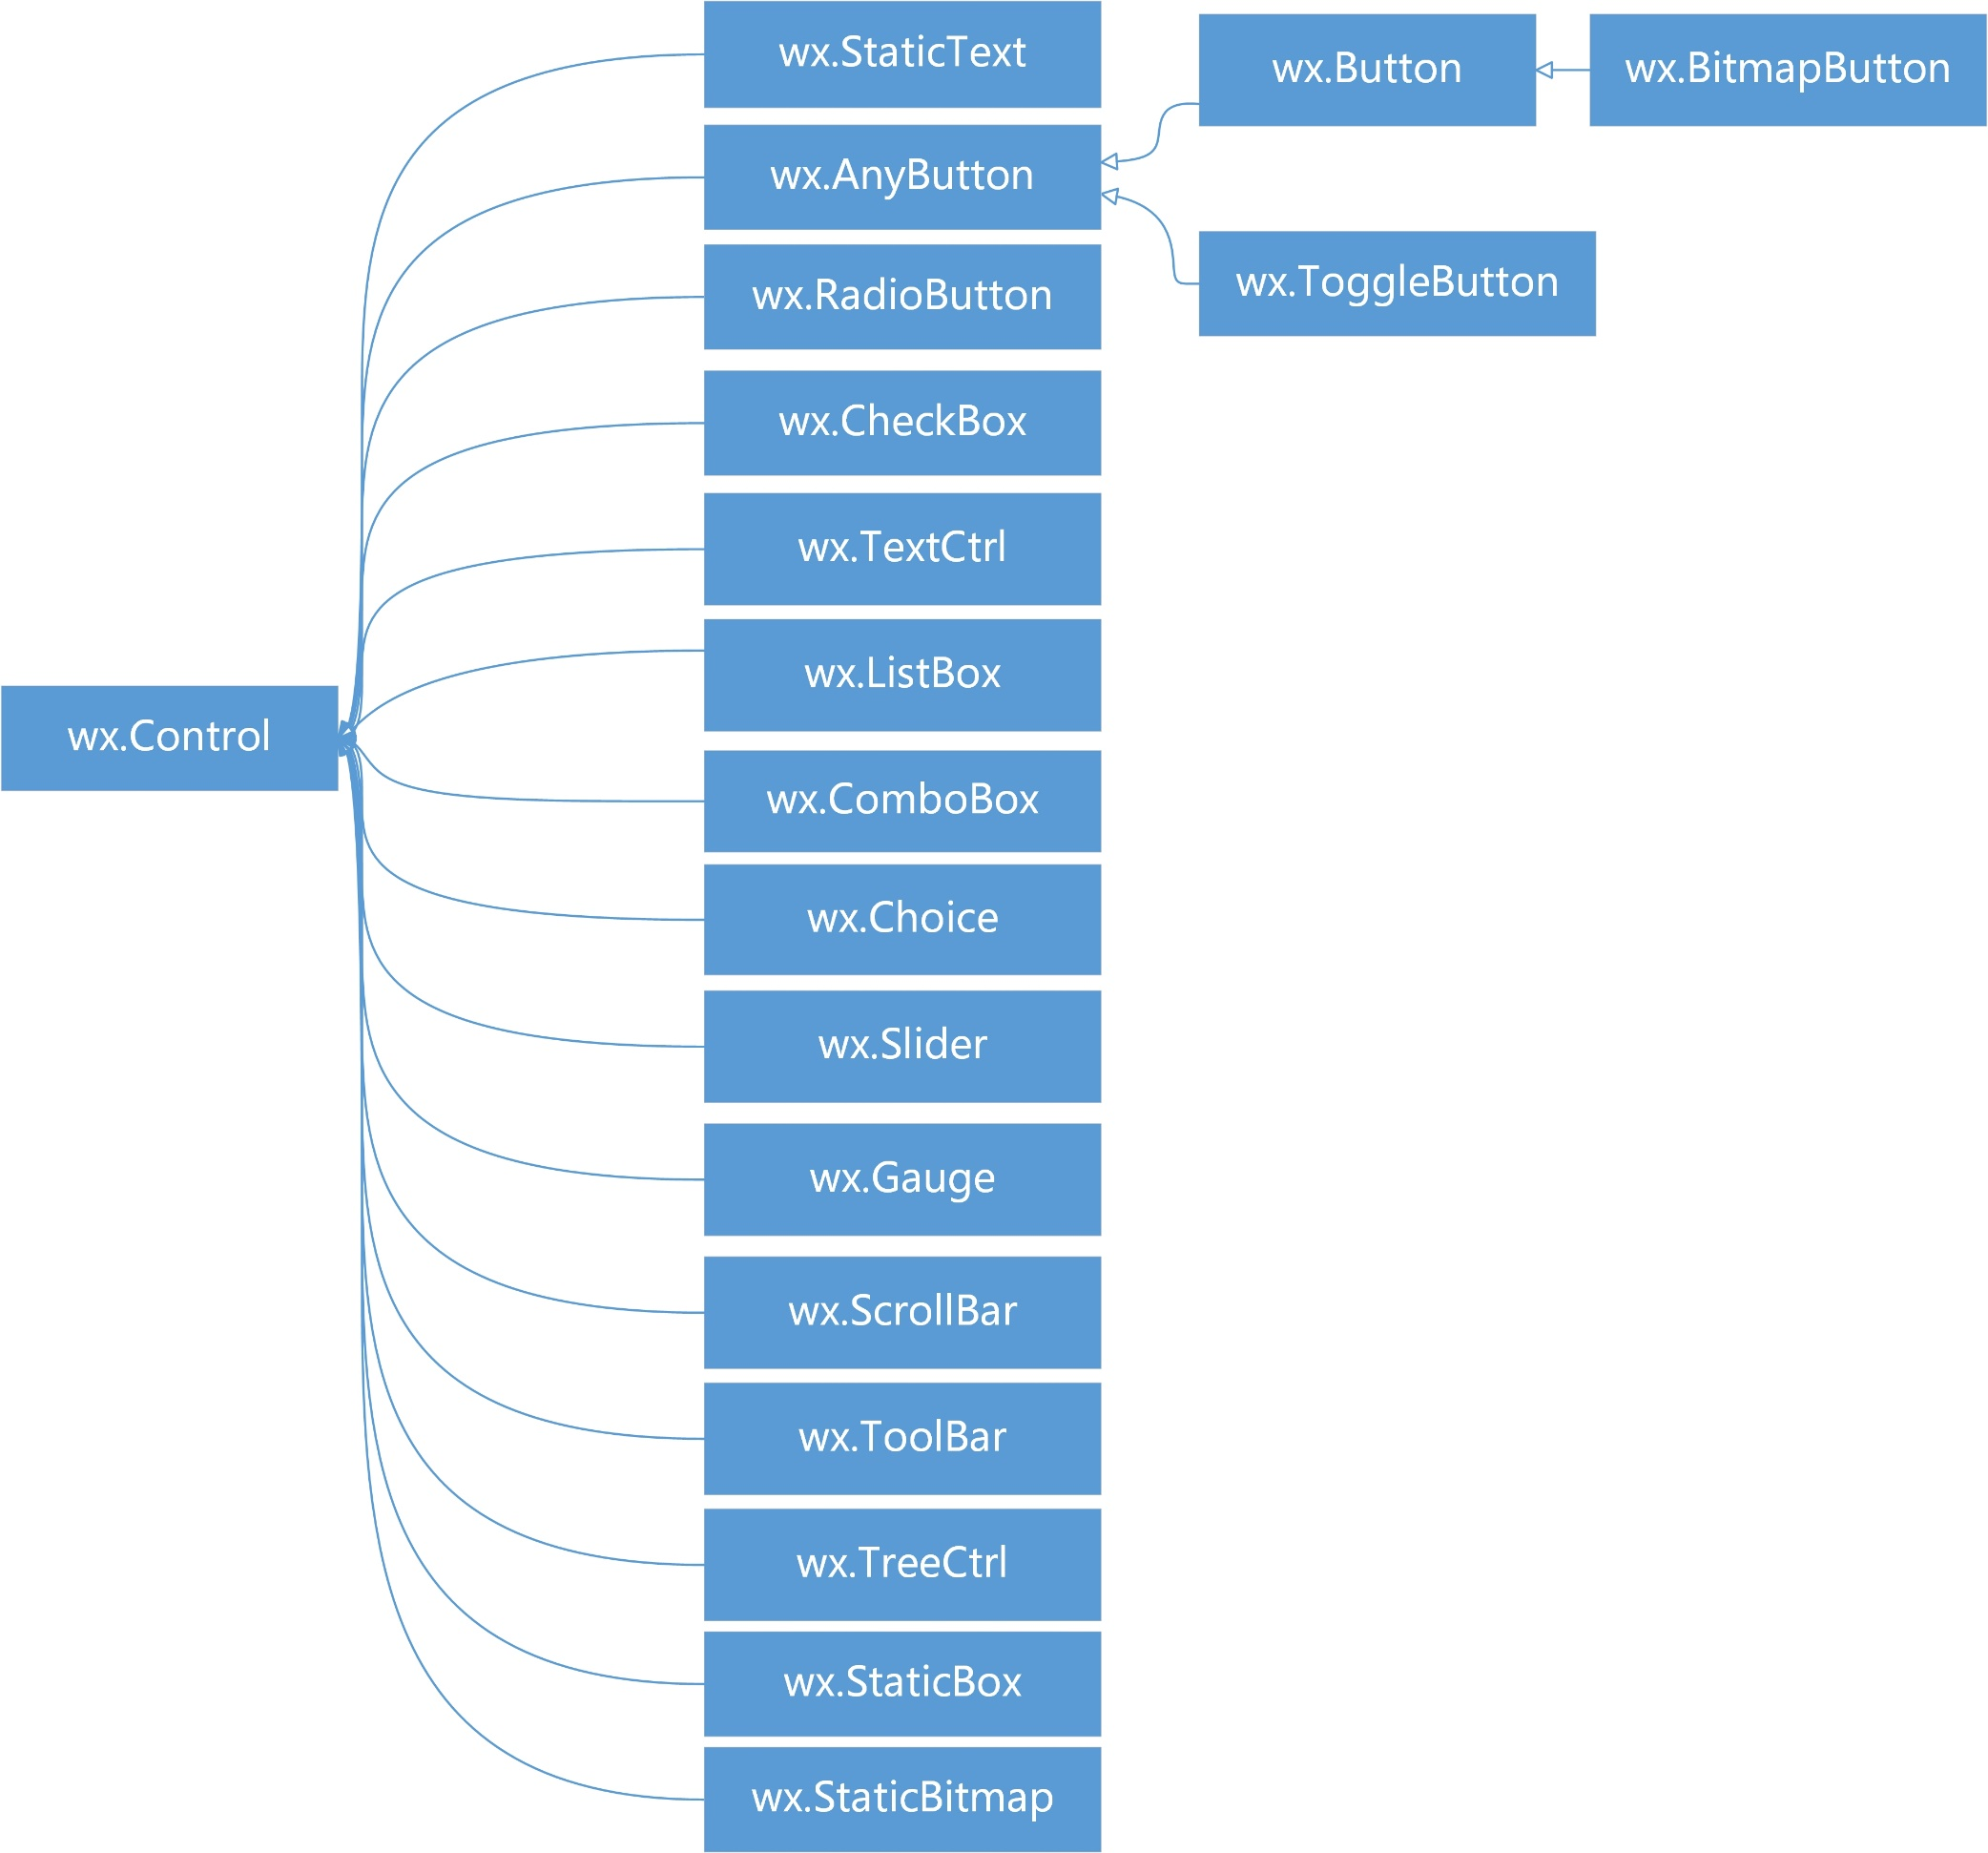 wx.StaticText
wx.Button
wx.BitmapButton
wx.AnyButton
wx.ToggleButton
wx.RadioButton
wx.CheckBox
wx.TextCtrl
wx.ListBox
wx.Control
wx.ComboBox
wx.Choice
wx.Slider
wx.Gauge
wx.ScrollBar
wx.ToolBar
wx.TreeCtrl
wx.StaticBox
wx.StaticBitmap